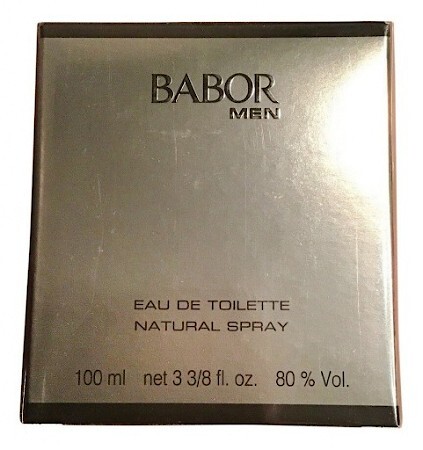 BABOR
MEN
EAU DE TOILETTE
NATURAL SPRAY
100 ml net 3 3/8 fl. oz. 80 % Vol.